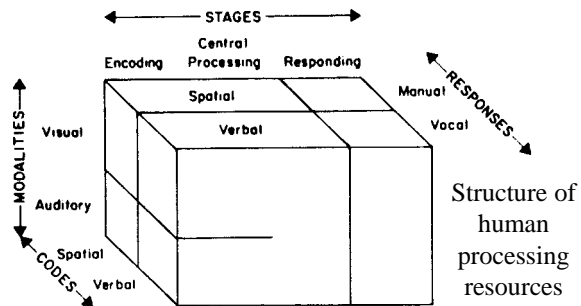 STAGES
Central
Encoding Processing Responding
Spatial
Manual
RESPONSES
Visual
Verbal
Vocal
MODALITIES
Auditory
Structure of
human
processing
resources
Spatial
CODES
Verbal